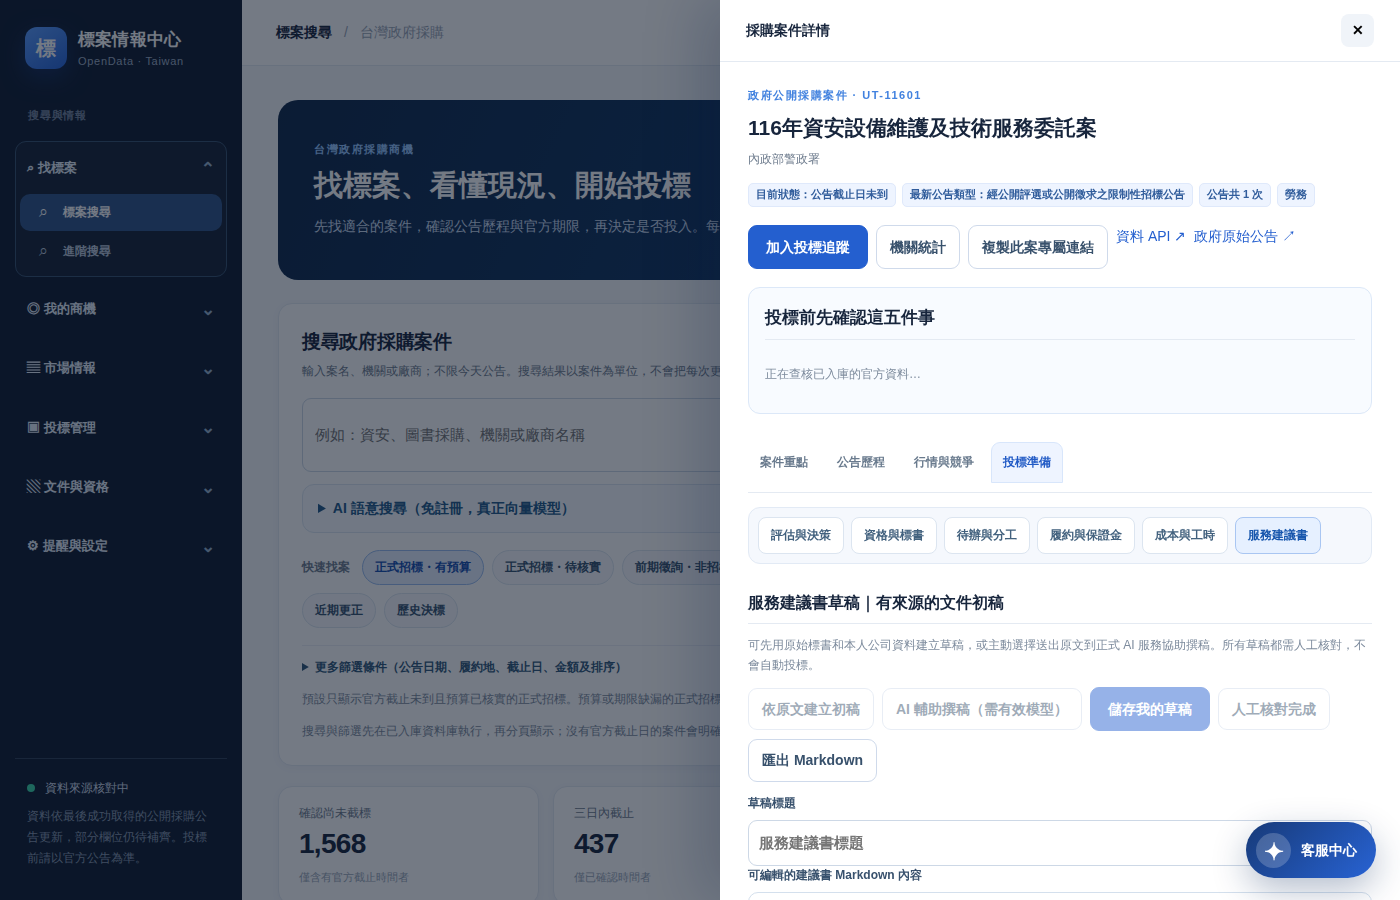 標
標案情報中心
OpenData · Taiwan
搜尋與情報
⌕ 找標案
⌕ 標案搜尋
⌕ 進階搜尋
◎ 我的商機
▤ 市場情報
▣ 投標管理
▧ 文件與資格
⚙ 提醒與設定
資料來源核對中
資料依最後成功取得的公開採購公
告更新，部分欄位仍待補齊。投標
前請以官方公告為準。
標案搜尋 / 台灣政府採購
台灣政府採購商機
找標案、看懂現況、開始投標
先找適合的案件，確認公告歷程與官方期限，再決定是否投入。每
搜尋政府採購案件
輸入案名、機關或廠商；不限今天公告。搜尋結果以案件為單位，不會把每次更
例如：資安、圖書採購、機關或廠商名稱
▶ AI 語意搜尋（免註冊，真正向量模型）
快速找案 正式招標・有預算 正式招標・待核實 前期徵詢・非招
近期更正 歷史決標
▶ 更多篩選條件（公告日期、履約地、截止日、金額及排序）
預設只顯示官方截止未到且預算已核實的正式招標。預算或期限缺漏的正式招標
搜尋與篩選先在已入庫資料庫執行，再分頁顯示；沒有官方截止日的案件會明確
確認尚未截標
1,568
僅含有官方截止時間者
三日內截止
437
僅已確認時間者
採購案件詳情
✕
政府公開採購案件 · UT-11601
116年資安設備維護及技術服務委託案
內政部警政署
目前狀態：公告截止日未到 最新公告類型：經公開評選或公開徵求之限制性招標公告 公告共 1 次 勞務
加入投標追蹤 機關統計 複製此案專屬連結 資料 API ↗ 政府原始公告 ↗
投標前先確認這五件事
正在查核已入庫的官方資料…
案件重點 公告歷程 行情與競爭 投標準備
評估與決策 資格與標書 待辦與分工 履約與保證金 成本與工時 服務建議書
服務建議書草稿｜有來源的文件初稿
可先用原始標書和本人公司資料建立草稿，或主動選擇送出原文到正式 AI 服務協助撰稿。所有草稿都需人工核對，不
會自動投標。
依原文建立初稿 AI 輔助撰稿（需有效模型） 儲存我的草稿 人工核對完成
匯出 Markdown
草稿標題
服務建議書標題
可編輯的建議書 Markdown 內容
✦ 客服中心